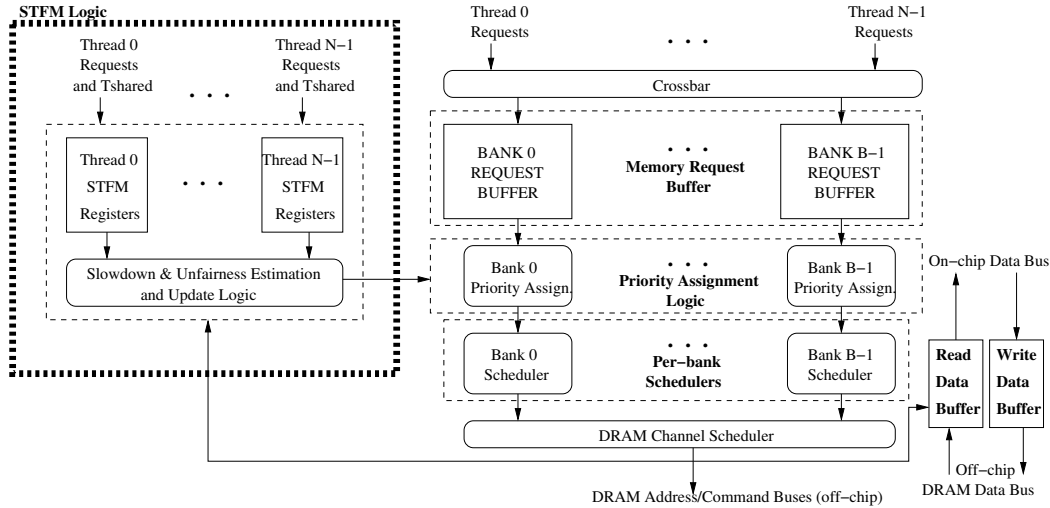 STFM Logic
Thread 0
Requests
and Tshared
. . .
Thread N−1
Requests
and Tshared
Thread 0
STFM
Registers
. . .
Thread N−1
STFM
Registers
Slowdown & Unfairness Estimation
and Update Logic
Thread 0
Requests
. . .
Thread N−1
Requests
Crossbar
BANK 0
REQUEST
BUFFER
. . .
Memory Request
Buffer
BANK B−1
REQUEST
BUFFER
Bank 0
Priority Assign.
. . .
Priority Assignment
Logic
Bank B−1
Priority Assign.
Bank 0
Scheduler
. . .
Per−bank
Schedulers
Bank B−1
Scheduler
DRAM Channel Scheduler
DRAM Address/Command Buses (off−chip)
On−chip Data Bus
Read
Data
Buffer
Write
Data
Buffer
Off−chip
DRAM Data Bus